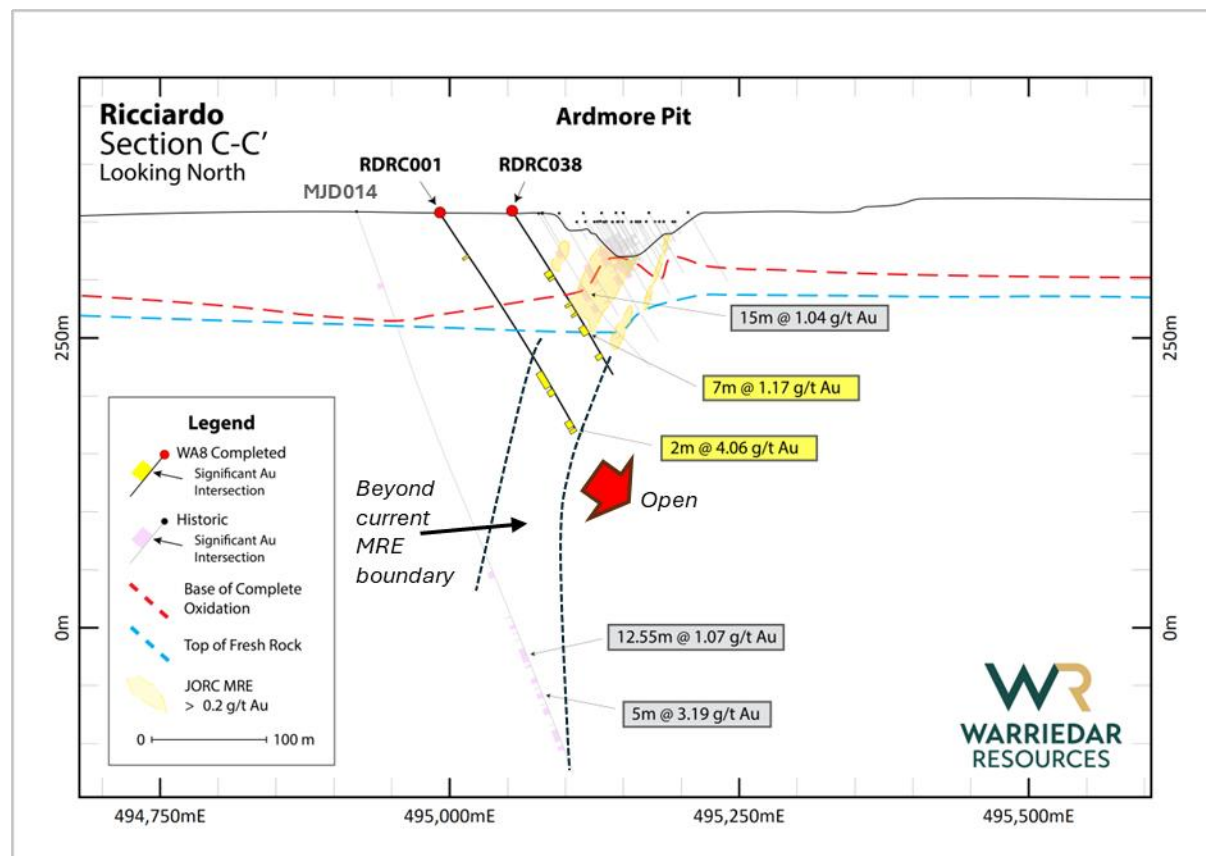 Ricciardo
Section C-C'
Looking North
Ardmore Pit
MJD014
RDRC001
RDRC038
250m
250m
0m
0m
15m @ 1.04 g/t Au
7m @ 1.17 g/t Au
2m @ 4.06 g/t Au
Open
Beyond
current
MRE
boundary
12.55m @ 1.07 g/t Au
5m @ 3.19 g/t Au
Legend
WA8 Completed
Significant Au
Intersection
Historic
Significant Au
Intersection
Base of Complete
Oxidation
Top of Fresh Rock
JORC MRE
> 0.2 g/t Au
0 100 m
WR
WARRIEDAR
RESOURCES
494,750mE
495,000mE
495,250mE
495,500mE